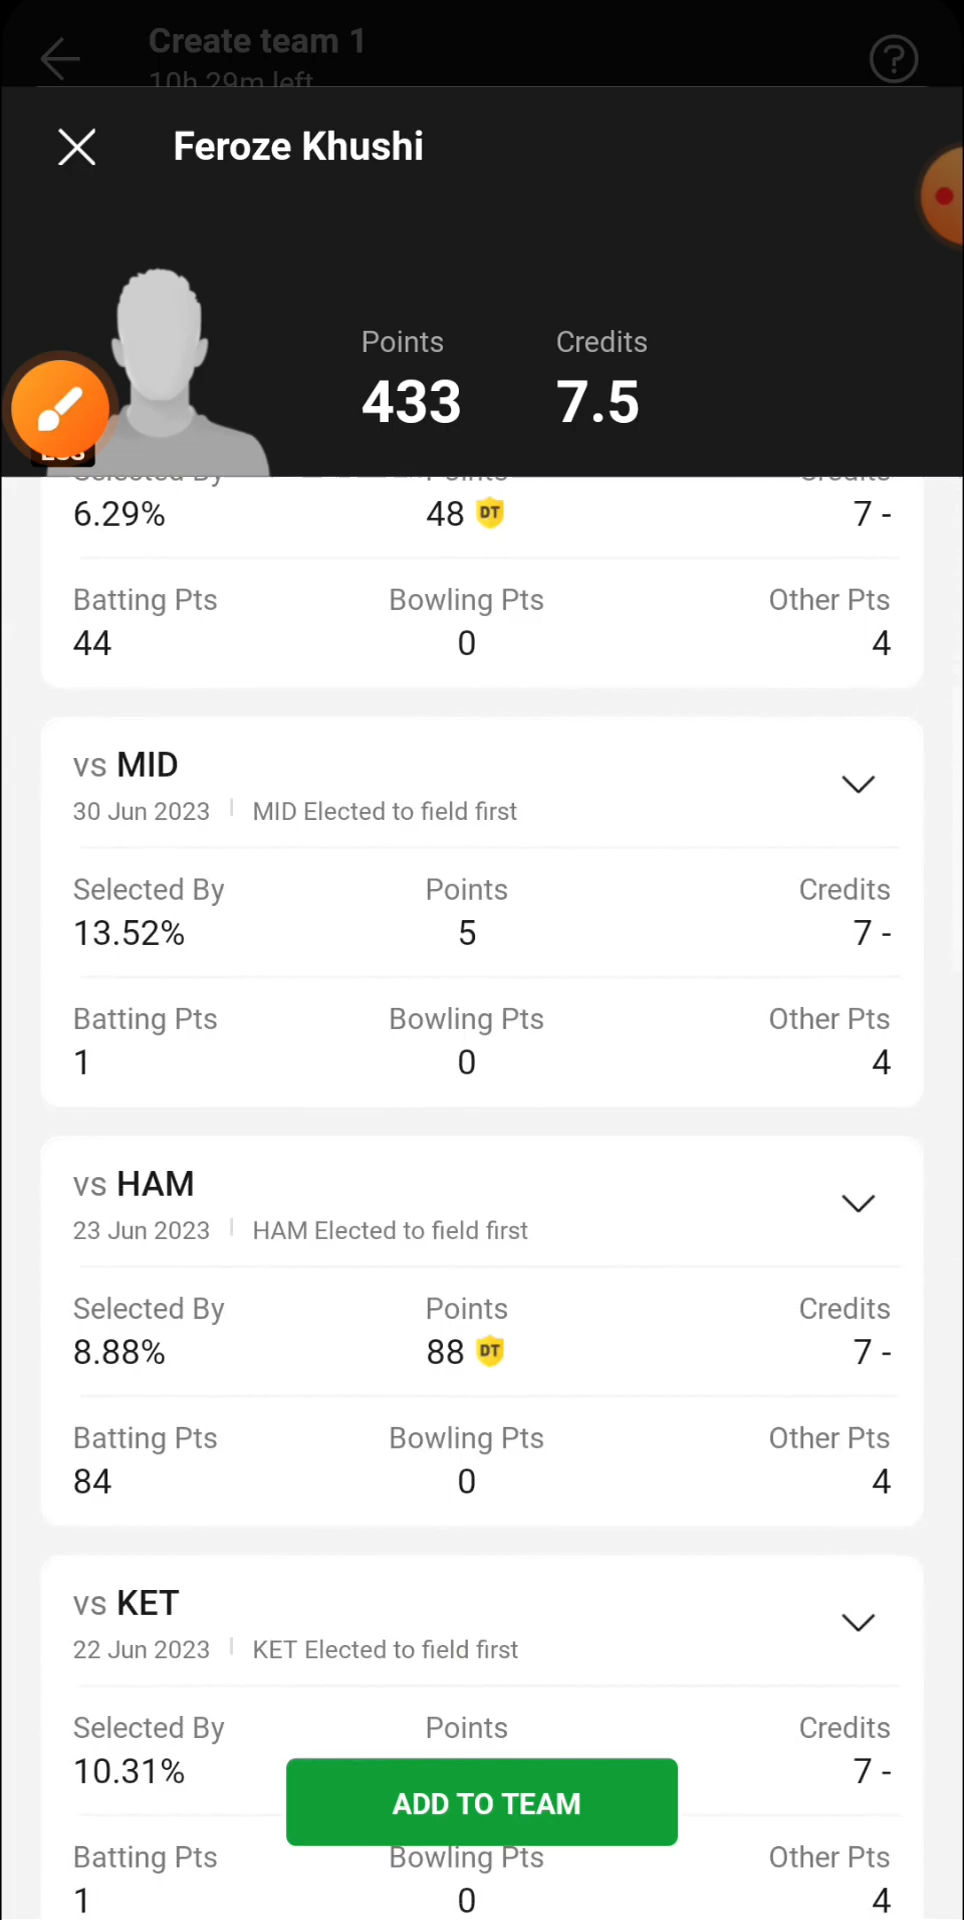 Create team 1
10h 29m left
Feroze Khushi
Points Credits
433 7.5
Selected By Points Credits
6.29% 48 DT 7 -
Batting Pts Bowling Pts Other Pts
44 0 4
vs MID
30 Jun 2023 MID Elected to field first
Selected By Points Credits
13.52% 5 7 -
Batting Pts Bowling Pts Other Pts
1 0 4
vs HAM
23 Jun 2023 HAM Elected to field first
Selected By Points Credits
8.88% 88 DT 7 -
Batting Pts Bowling Pts Other Pts
84 0 4
vs KET
22 Jun 2023 KET Elected to field first
Selected By Points Credits
10.31% 7 -
ADD TO TEAM
Batting Pts Bowling Pts Other Pts
1 0 4